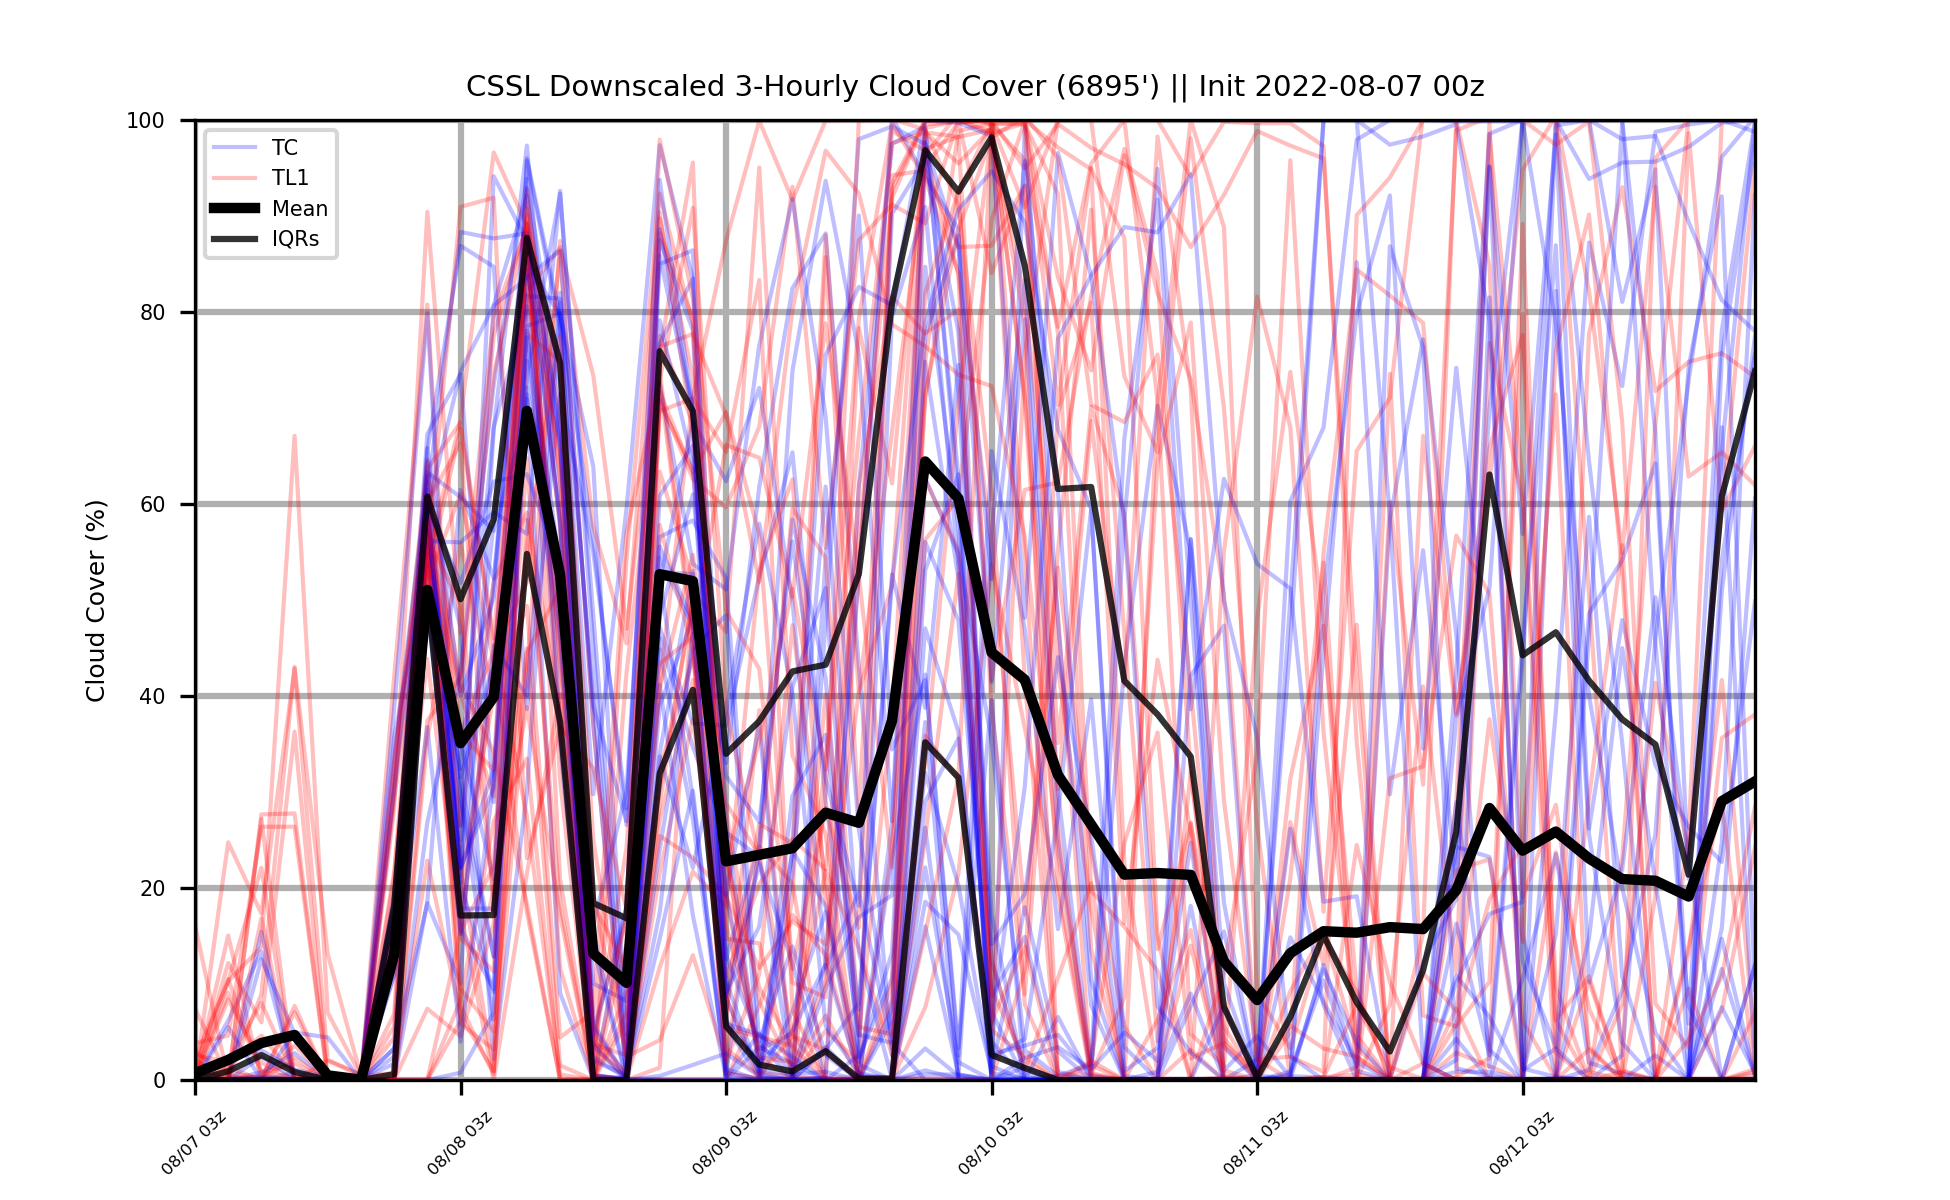 CSSL Downscaled 3-Hourly Cloud Cover (6895') || Init 2022-08-07 00z
TC
TL1
Mean
IQRs
Cloud Cover (%)
100
80
60
40
20
0
08/07 03z
08/08 03z
08/09 03z
08/10 03z
08/11 03z
08/12 03z